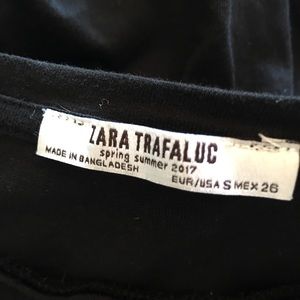 ZARA TRAFALUC
spring summer 2017
MADE IN BANGLADESH
EUR/USA S MEX 26